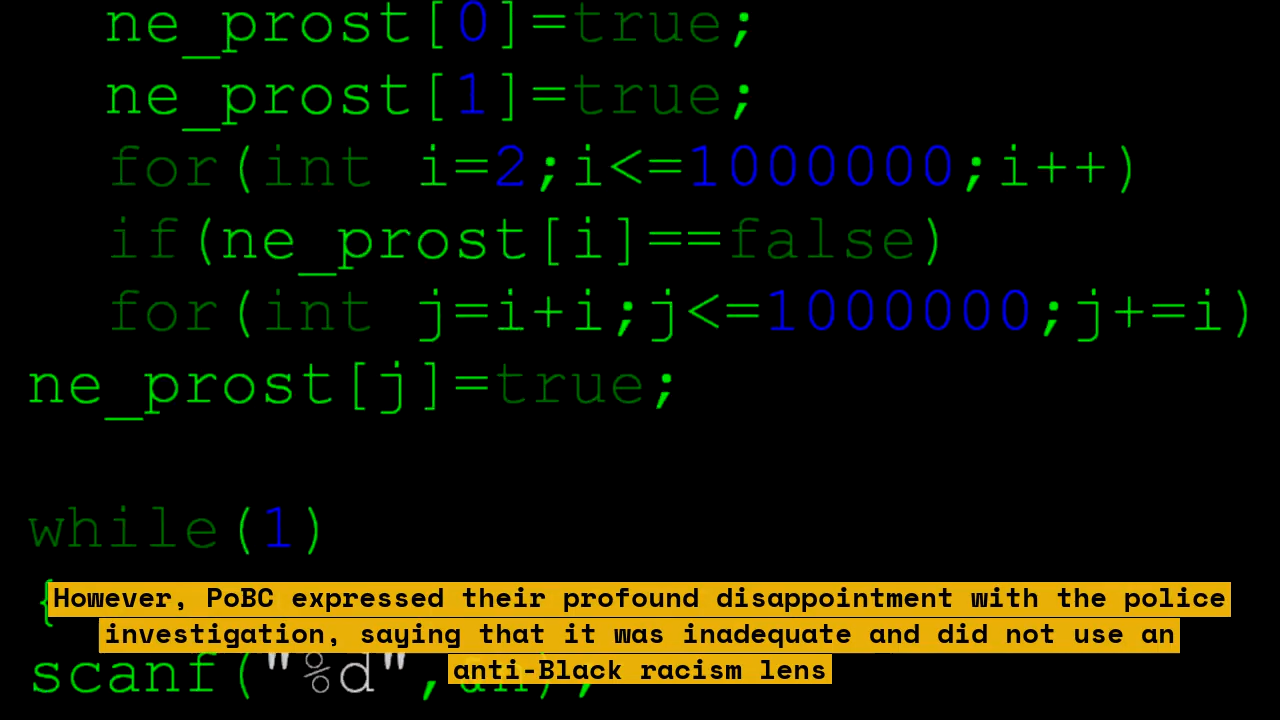 ne_prost[0]=true;
ne_prost[1]=true;
for(int i=2;i<=1000000;i++)
if(ne_prost[i]==false)
for(int j=i+i;j<=1000000;j+=i)
ne_prost[j]=true;
while(1)
{
However, PoBC expressed their profound disappointment with the police
investigation, saying that it was inadequate and did not use an
scanf("%d",&n);
anti-Black racism lens